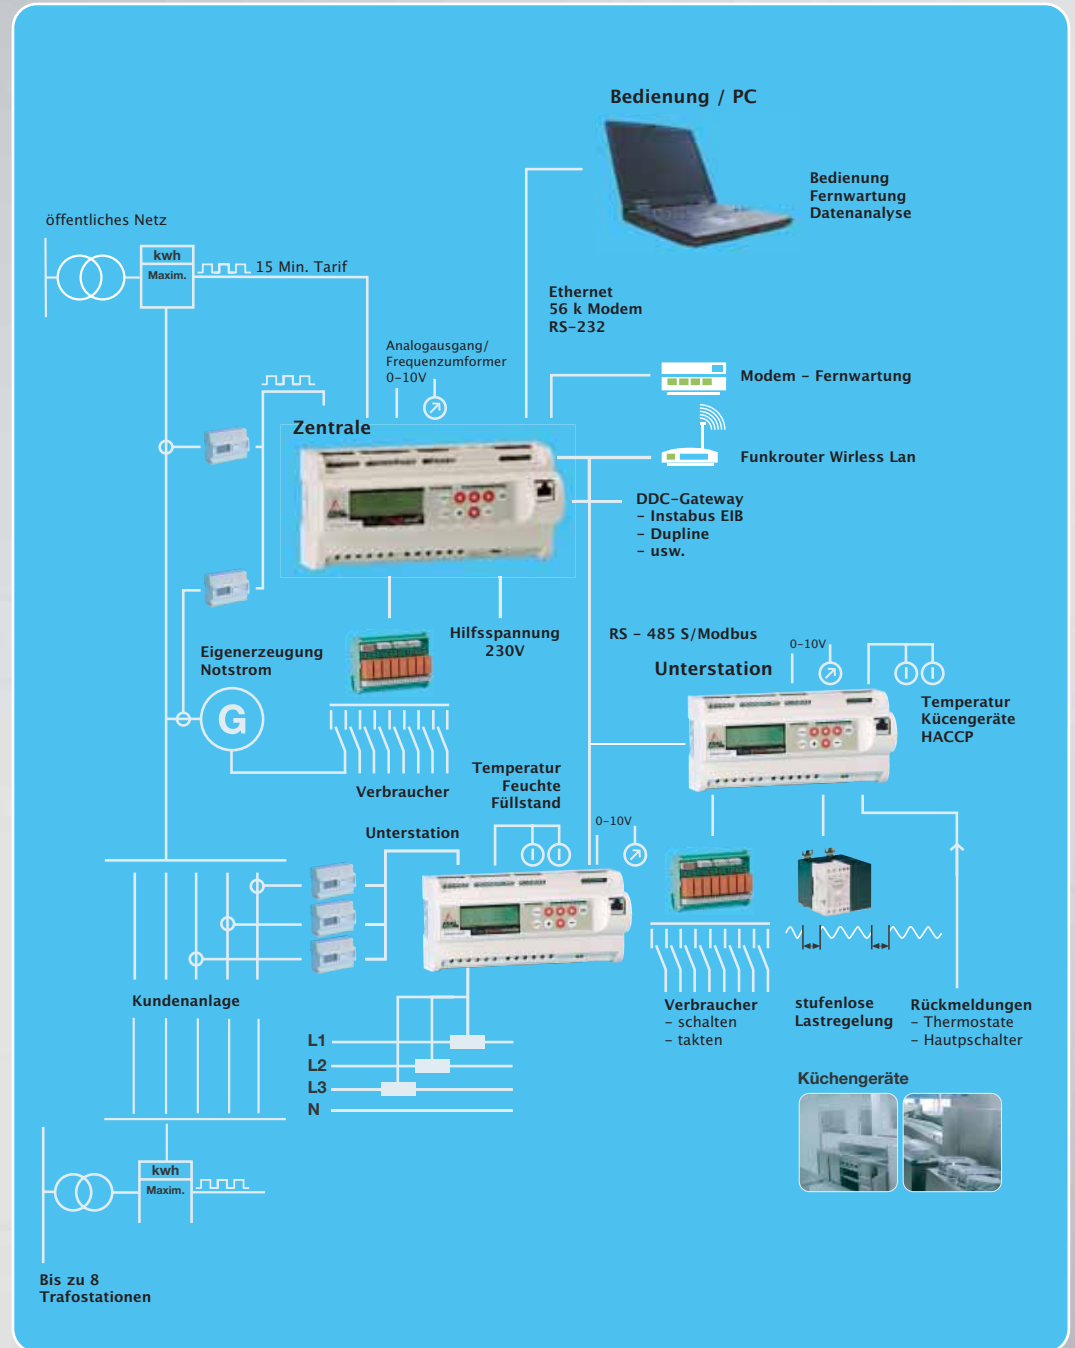 Bedienung / PC
Bedienung
Fernwartung
Datenanalyse
öffentliches Netz
kwh
Maxim.
15 Min. Tarif
Ethernet
56 k Modem
RS-232
Analogausgang/
Frequenzumformer
0-10V
Modem - Fernwartung
Zentrale
Funkrouter Wirless Lan
DDC-Gateway
- Instabus EIB
- Dupline
- usw.
Hilfsspannung
230V
RS - 485 S/Modbus
Eigenerzeugung
Notstrom
G
0-10V
Unterstation
Temperatur
Kücengeräte
HACCP
Verbraucher
Temperatur
Feuchte
Füllstand
Unterstation
0-10V
Kundenanlage
Verbraucher
- schalten
- takten
stufenlose
Lastregelung
Rückmeldungen
- Thermostate
- Hautpschalter
L1
L2
L3
N
Küchengeräte
kwh
Maxim.
Bis zu 8
Trafostationen